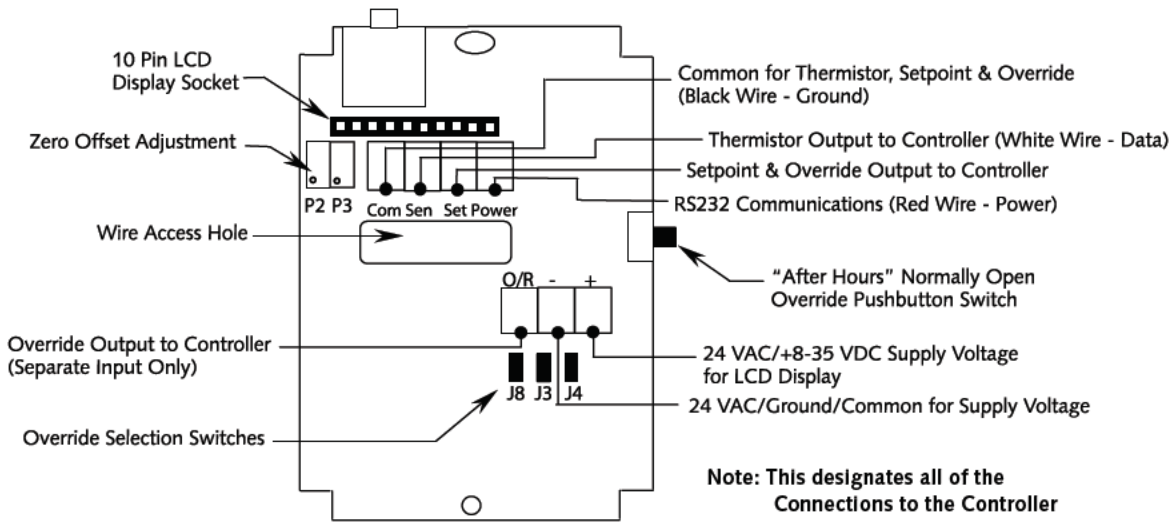 10 Pin LCD
Display Socket
Common for Thermistor, Setpoint & Override
(Black Wire - Ground)
Zero Offset Adjustment
Thermistor Output to Controller (White Wire - Data)
Setpoint & Override Output to Controller
RS232 Communications (Red Wire - Power)
P2 P3
Com Sen Set Power
Wire Access Hole
"After Hours" Normally Open
Override Pushbutton Switch
O/R - +
Override Output to Controller
(Separate Input Only)
24 VAC/+8-35 VDC Supply Voltage
for LCD Display
J8 J3 J4
24 VAC/Ground/Common for Supply Voltage
Override Selection Switches
Note: This designates all of the
Connections to the Controller